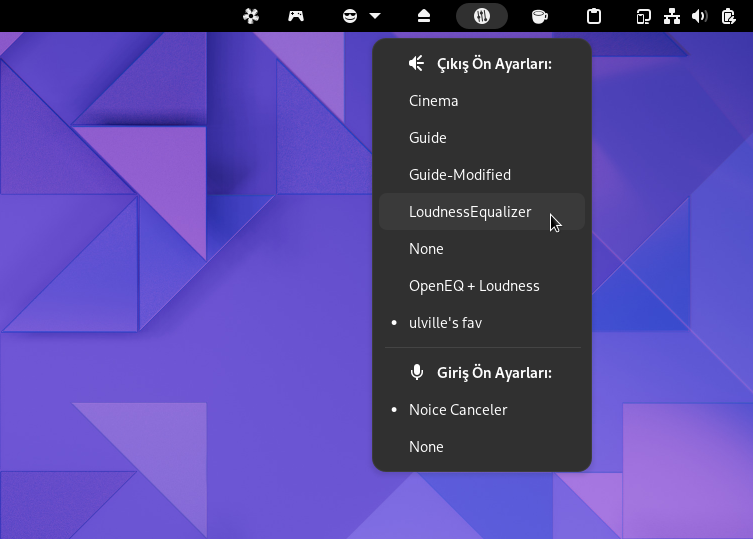 Çıkış Ön Ayarları:
Cinema
Guide
Guide-Modified
LoudnessEqualizer
None
OpenEQ + Loudness
ulville's fav
Giriş Ön Ayarları:
Noice Canceler
None